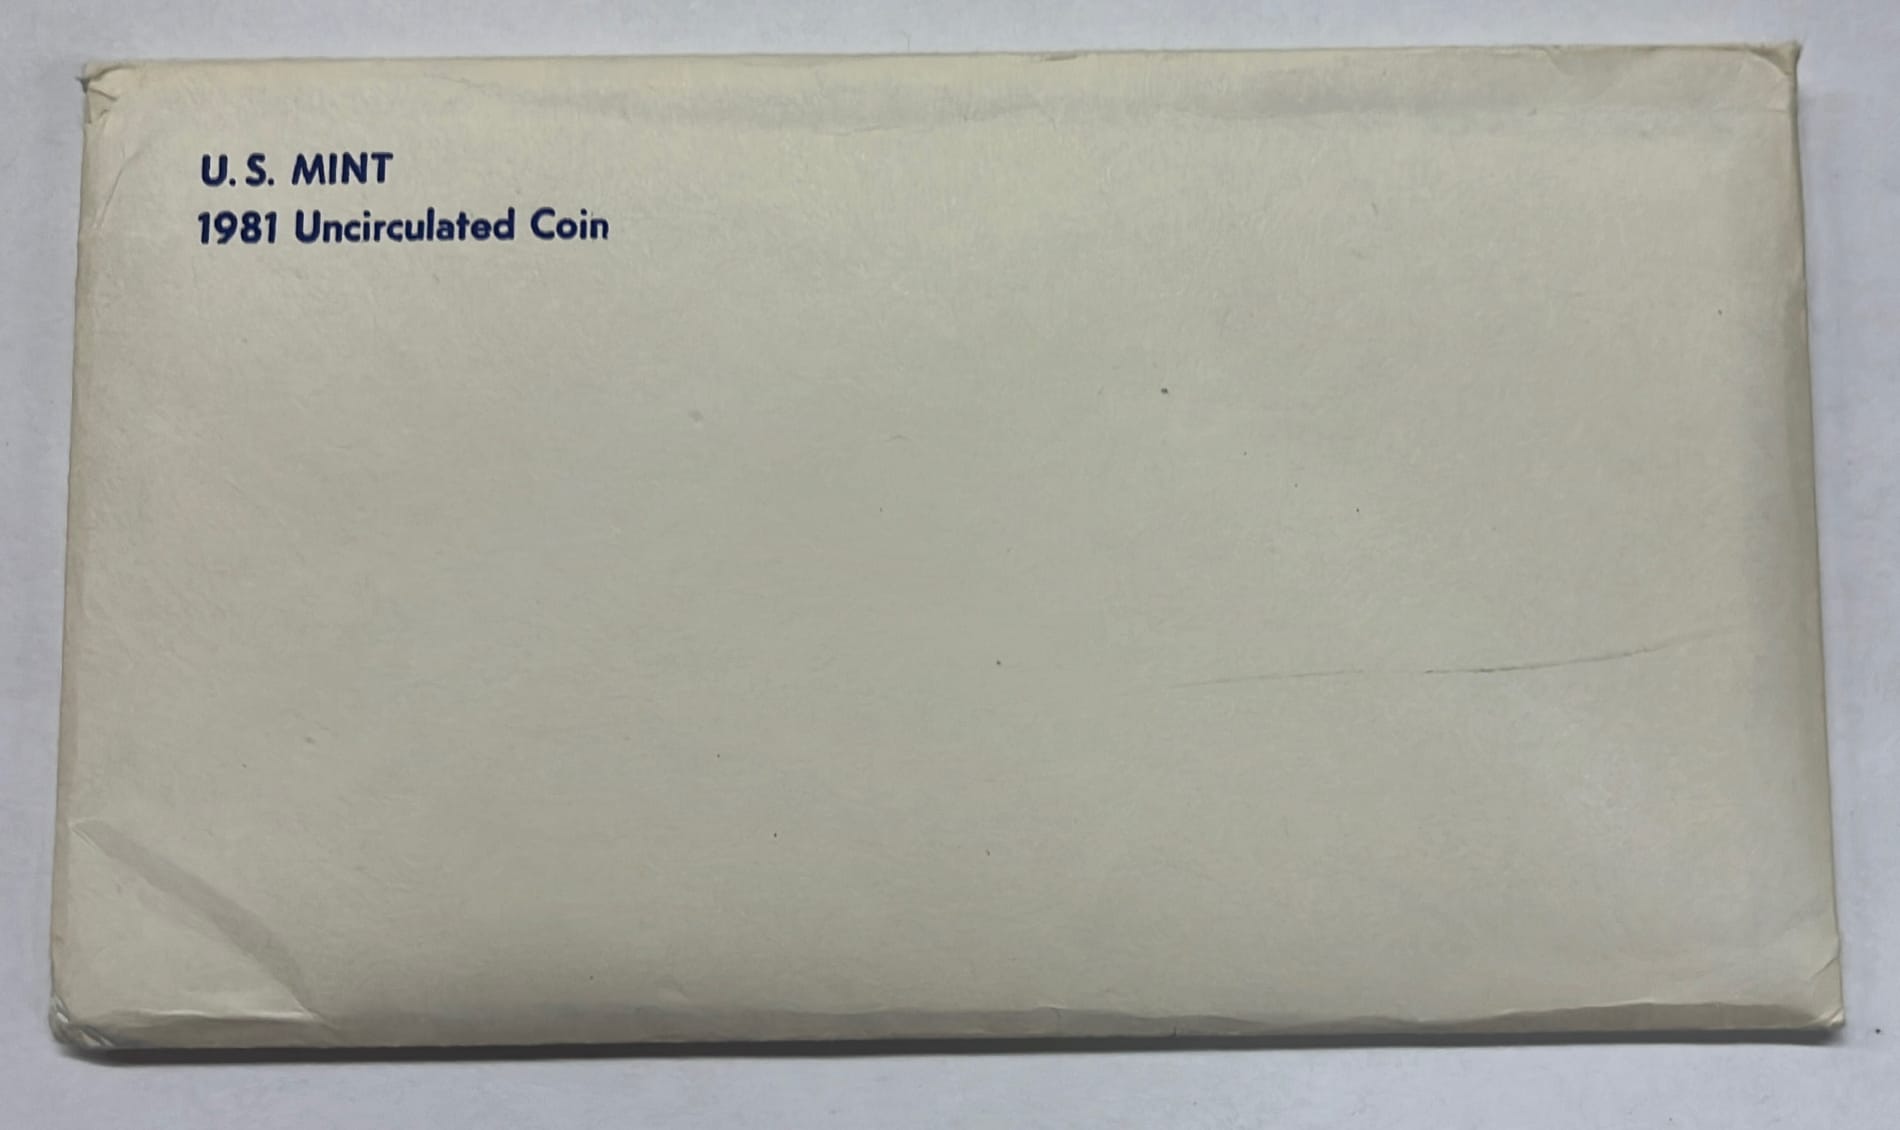 U.S. MINT
1981 Uncirculated Coin